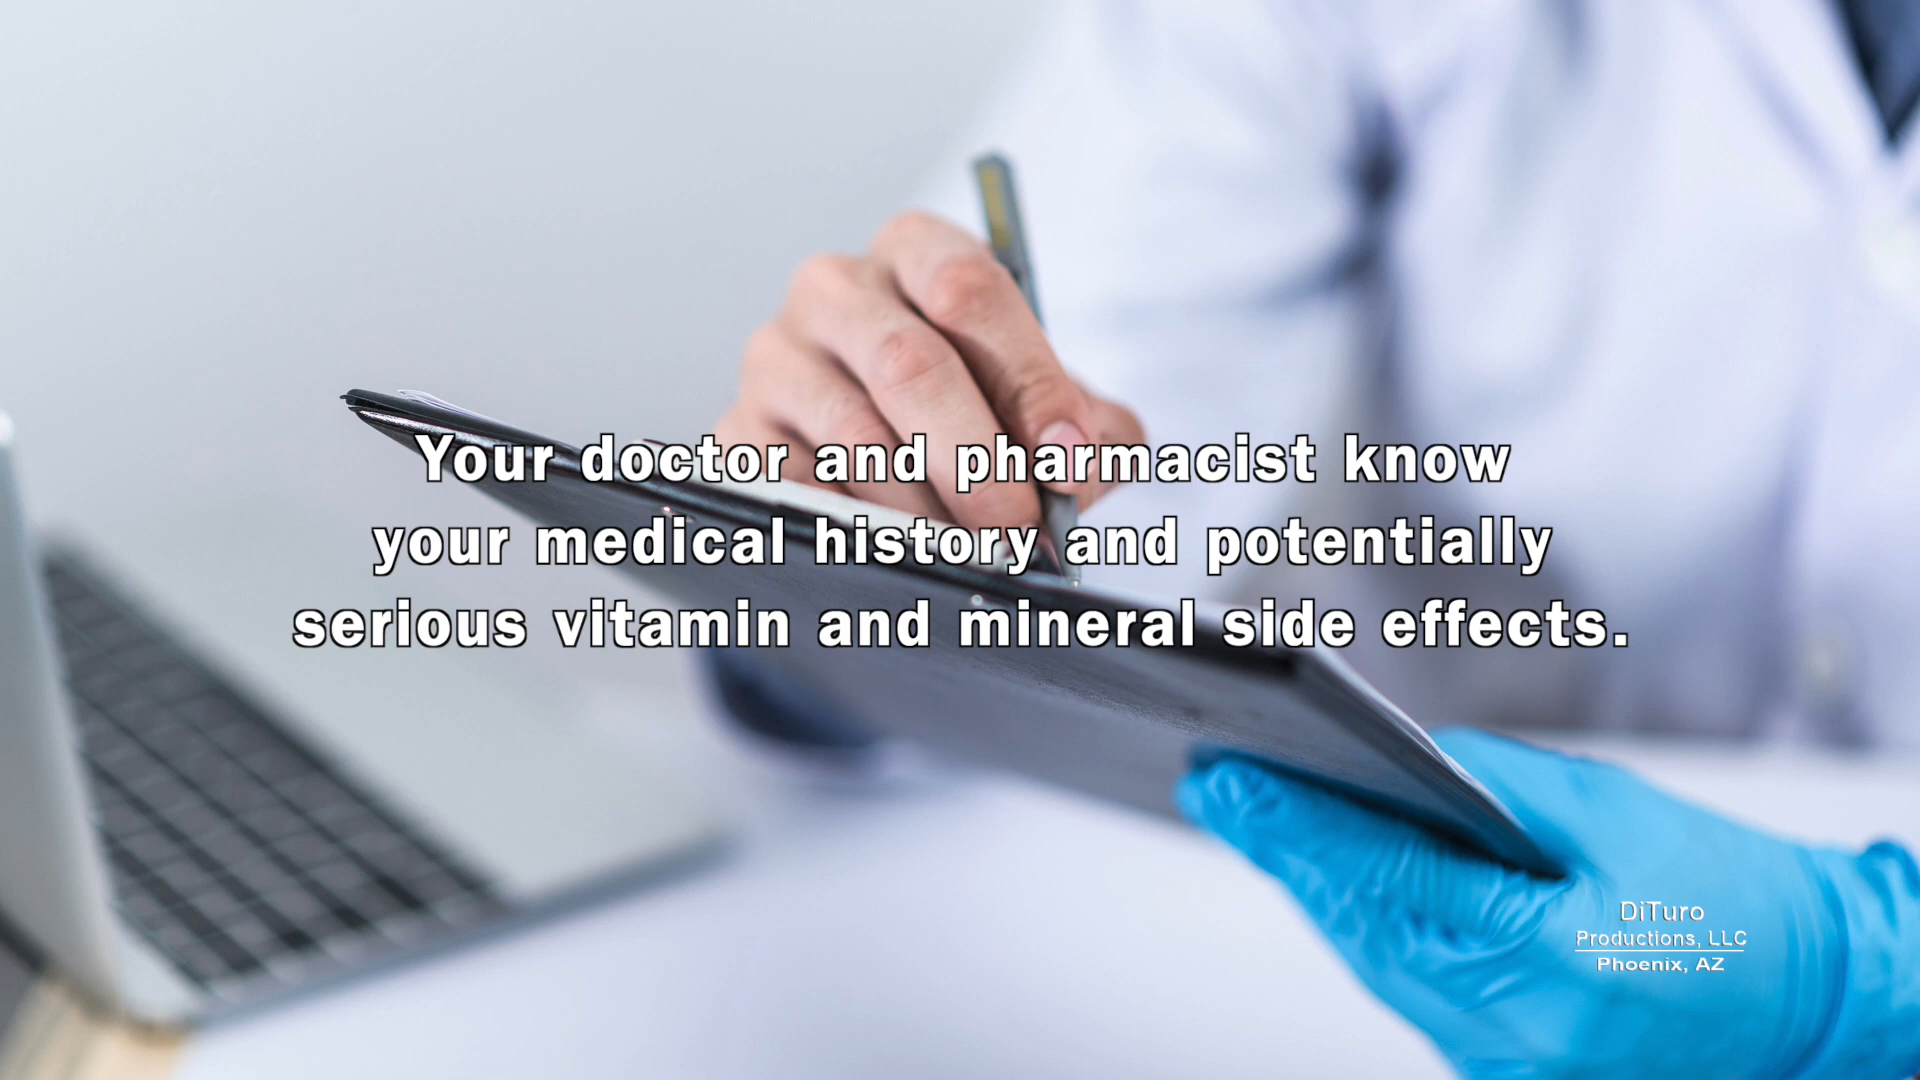 Your doctor and pharmacist know
your medical history and potentially
serious vitamin and mineral side effects.
DiTuro
Productions, LLC
Phoenix, AZ